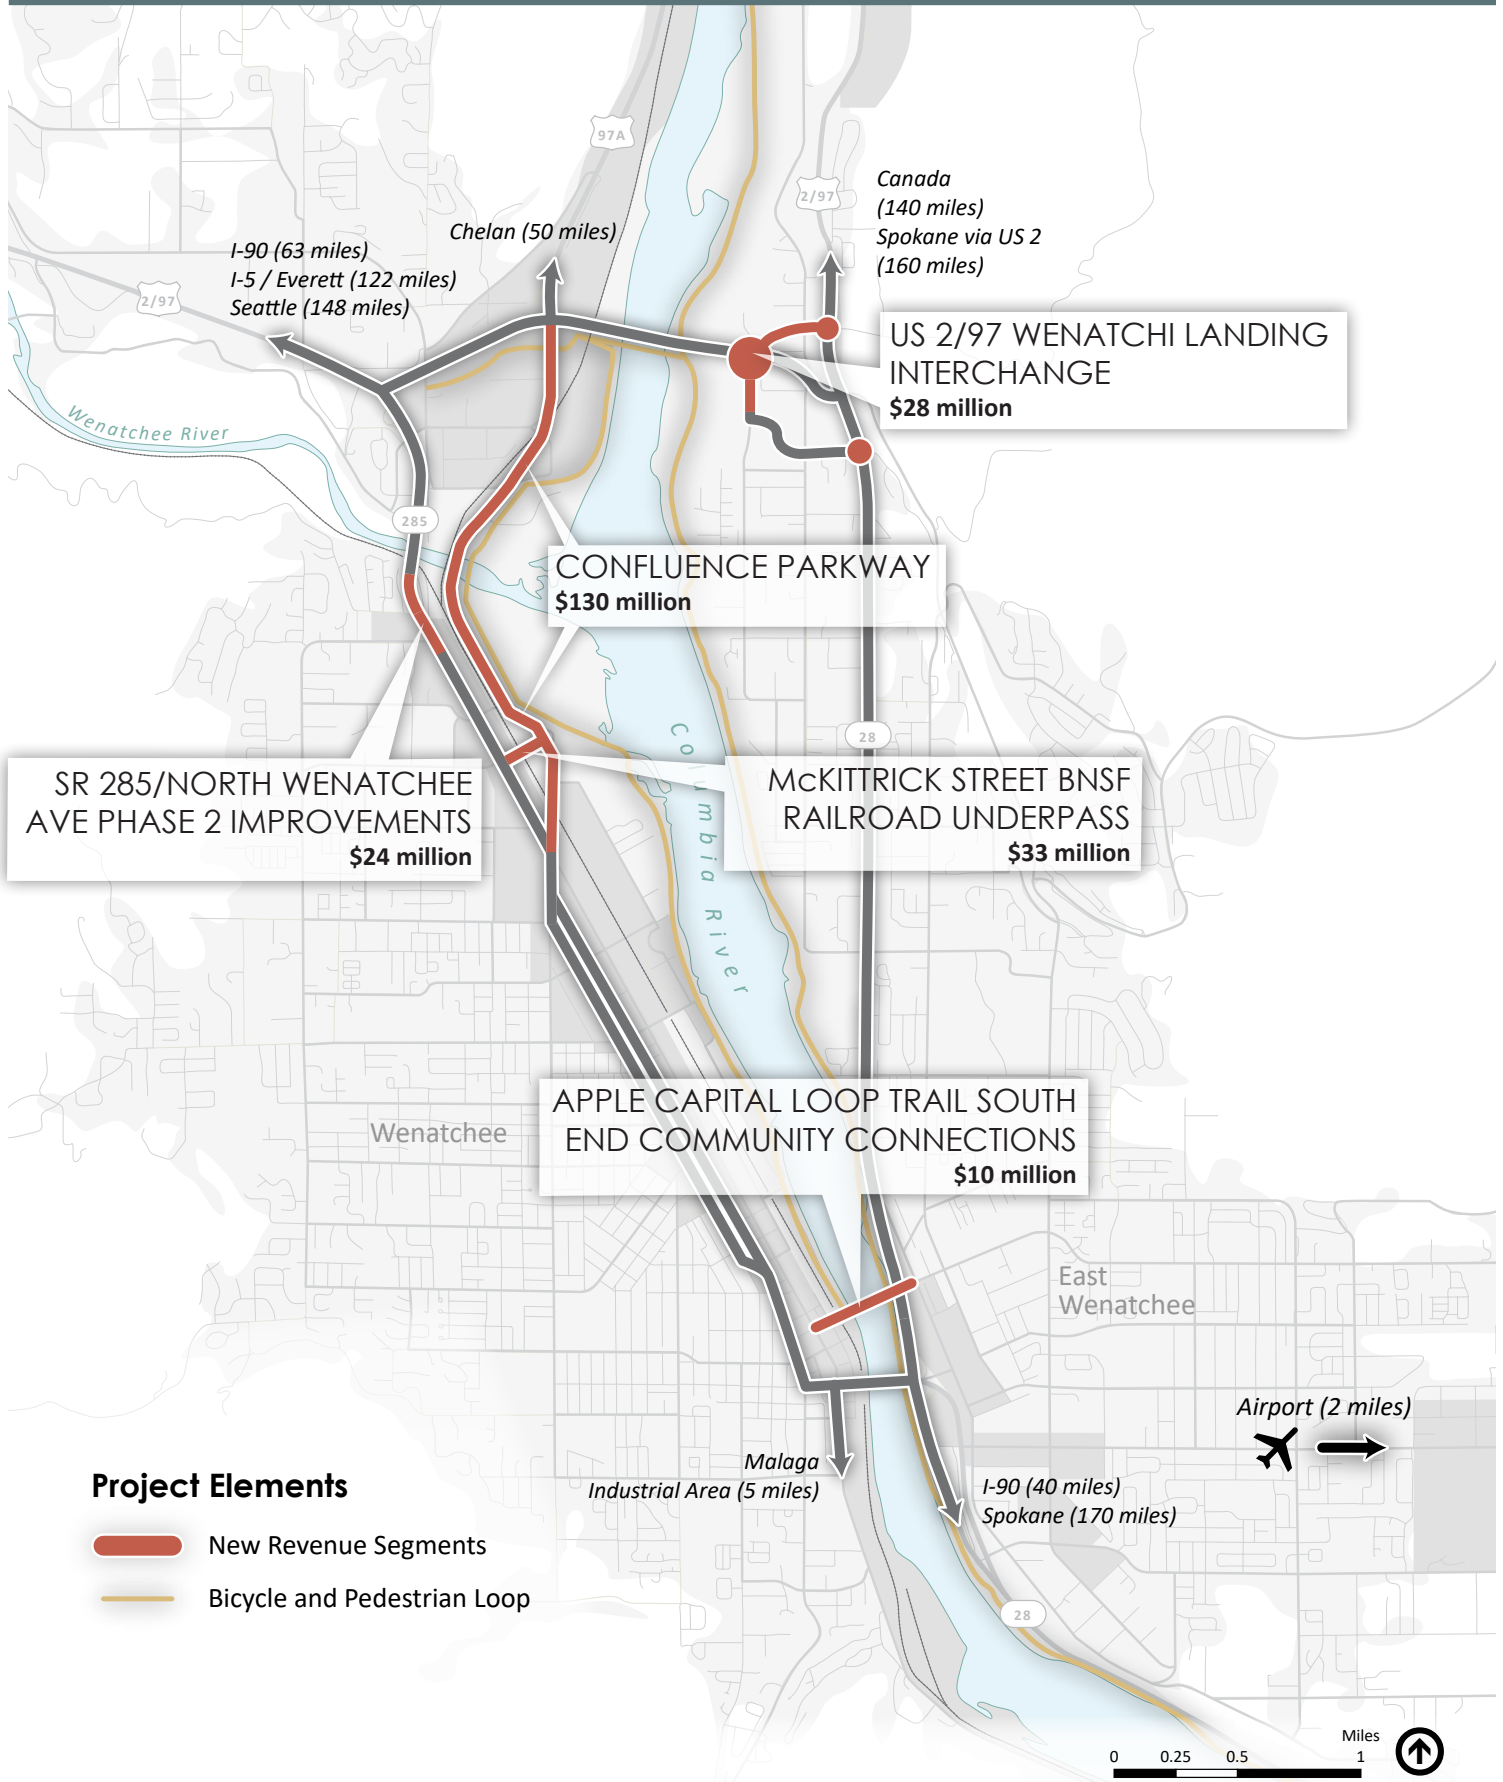 97A
2/97
Canada
(140 miles)
Spokane via US 2
(160 miles)
Chelan (50 miles)
I-90 (63 miles)
I-5 / Everett (122 miles)
Seattle (148 miles)
2/97
US 2/97 WENATCHI LANDING
INTERCHANGE
$28 million
Wenatchee River
285
CONFLUENCE PARKWAY
$130 million
28
Columbia River
SR 285/NORTH WENATCHEE
AVE PHASE 2 IMPROVEMENTS
$24 million
McKITTRICK STREET BNSF
RAILROAD UNDERPASS
$33 million
APPLE CAPITAL LOOP TRAIL SOUTH
END COMMUNITY CONNECTIONS
$10 million
Wenatchee
East
Wenatchee
Airport (2 miles)
Malaga
Industrial Area (5 miles)
I-90 (40 miles)
Spokane (170 miles)
Project Elements
New Revenue Segments
Bicycle and Pedestrian Loop
28
Miles
0 0.25 0.5 1